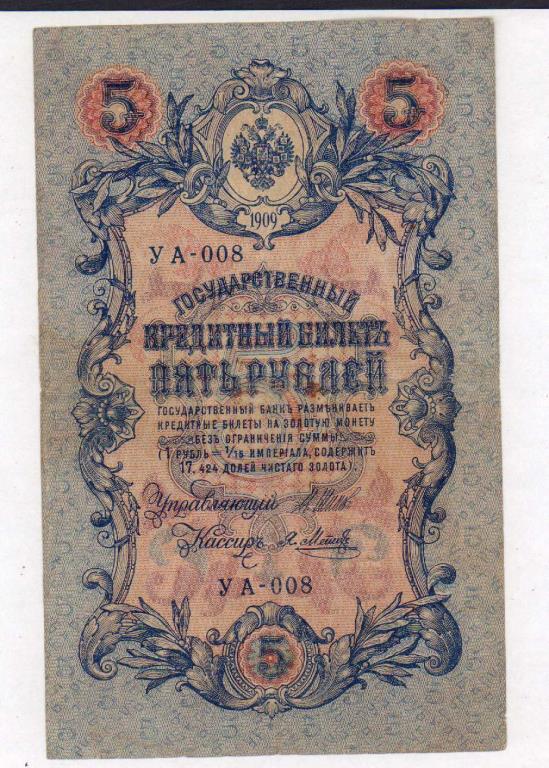 5 5
1909
УА-008
ГОСУДАРСТВЕННЫЙ
КРЕДИТНЫЙ БИЛЕТЪ
ПЯТЬ РУБЛЕЙ
ГОСУДАРСТВЕННЫЙ БАНКЪ РАЗМѢНИВАЕТЪ
КРЕДИТНЫЕ БИЛЕТЫ НА ЗОЛОТУЮ МОНЕТУ
БЕЗЪ ОГРАНИЧЕНІЯ СУММЫ
(1 РУБЛЬ = 1/15 ИМПЕРІАЛА, СОДЕРЖИТЪ
17,424 ДОЛЕЙ ЧИСТАГО ЗОЛОТА).
Управляющій
Кассиръ
УА-008
5